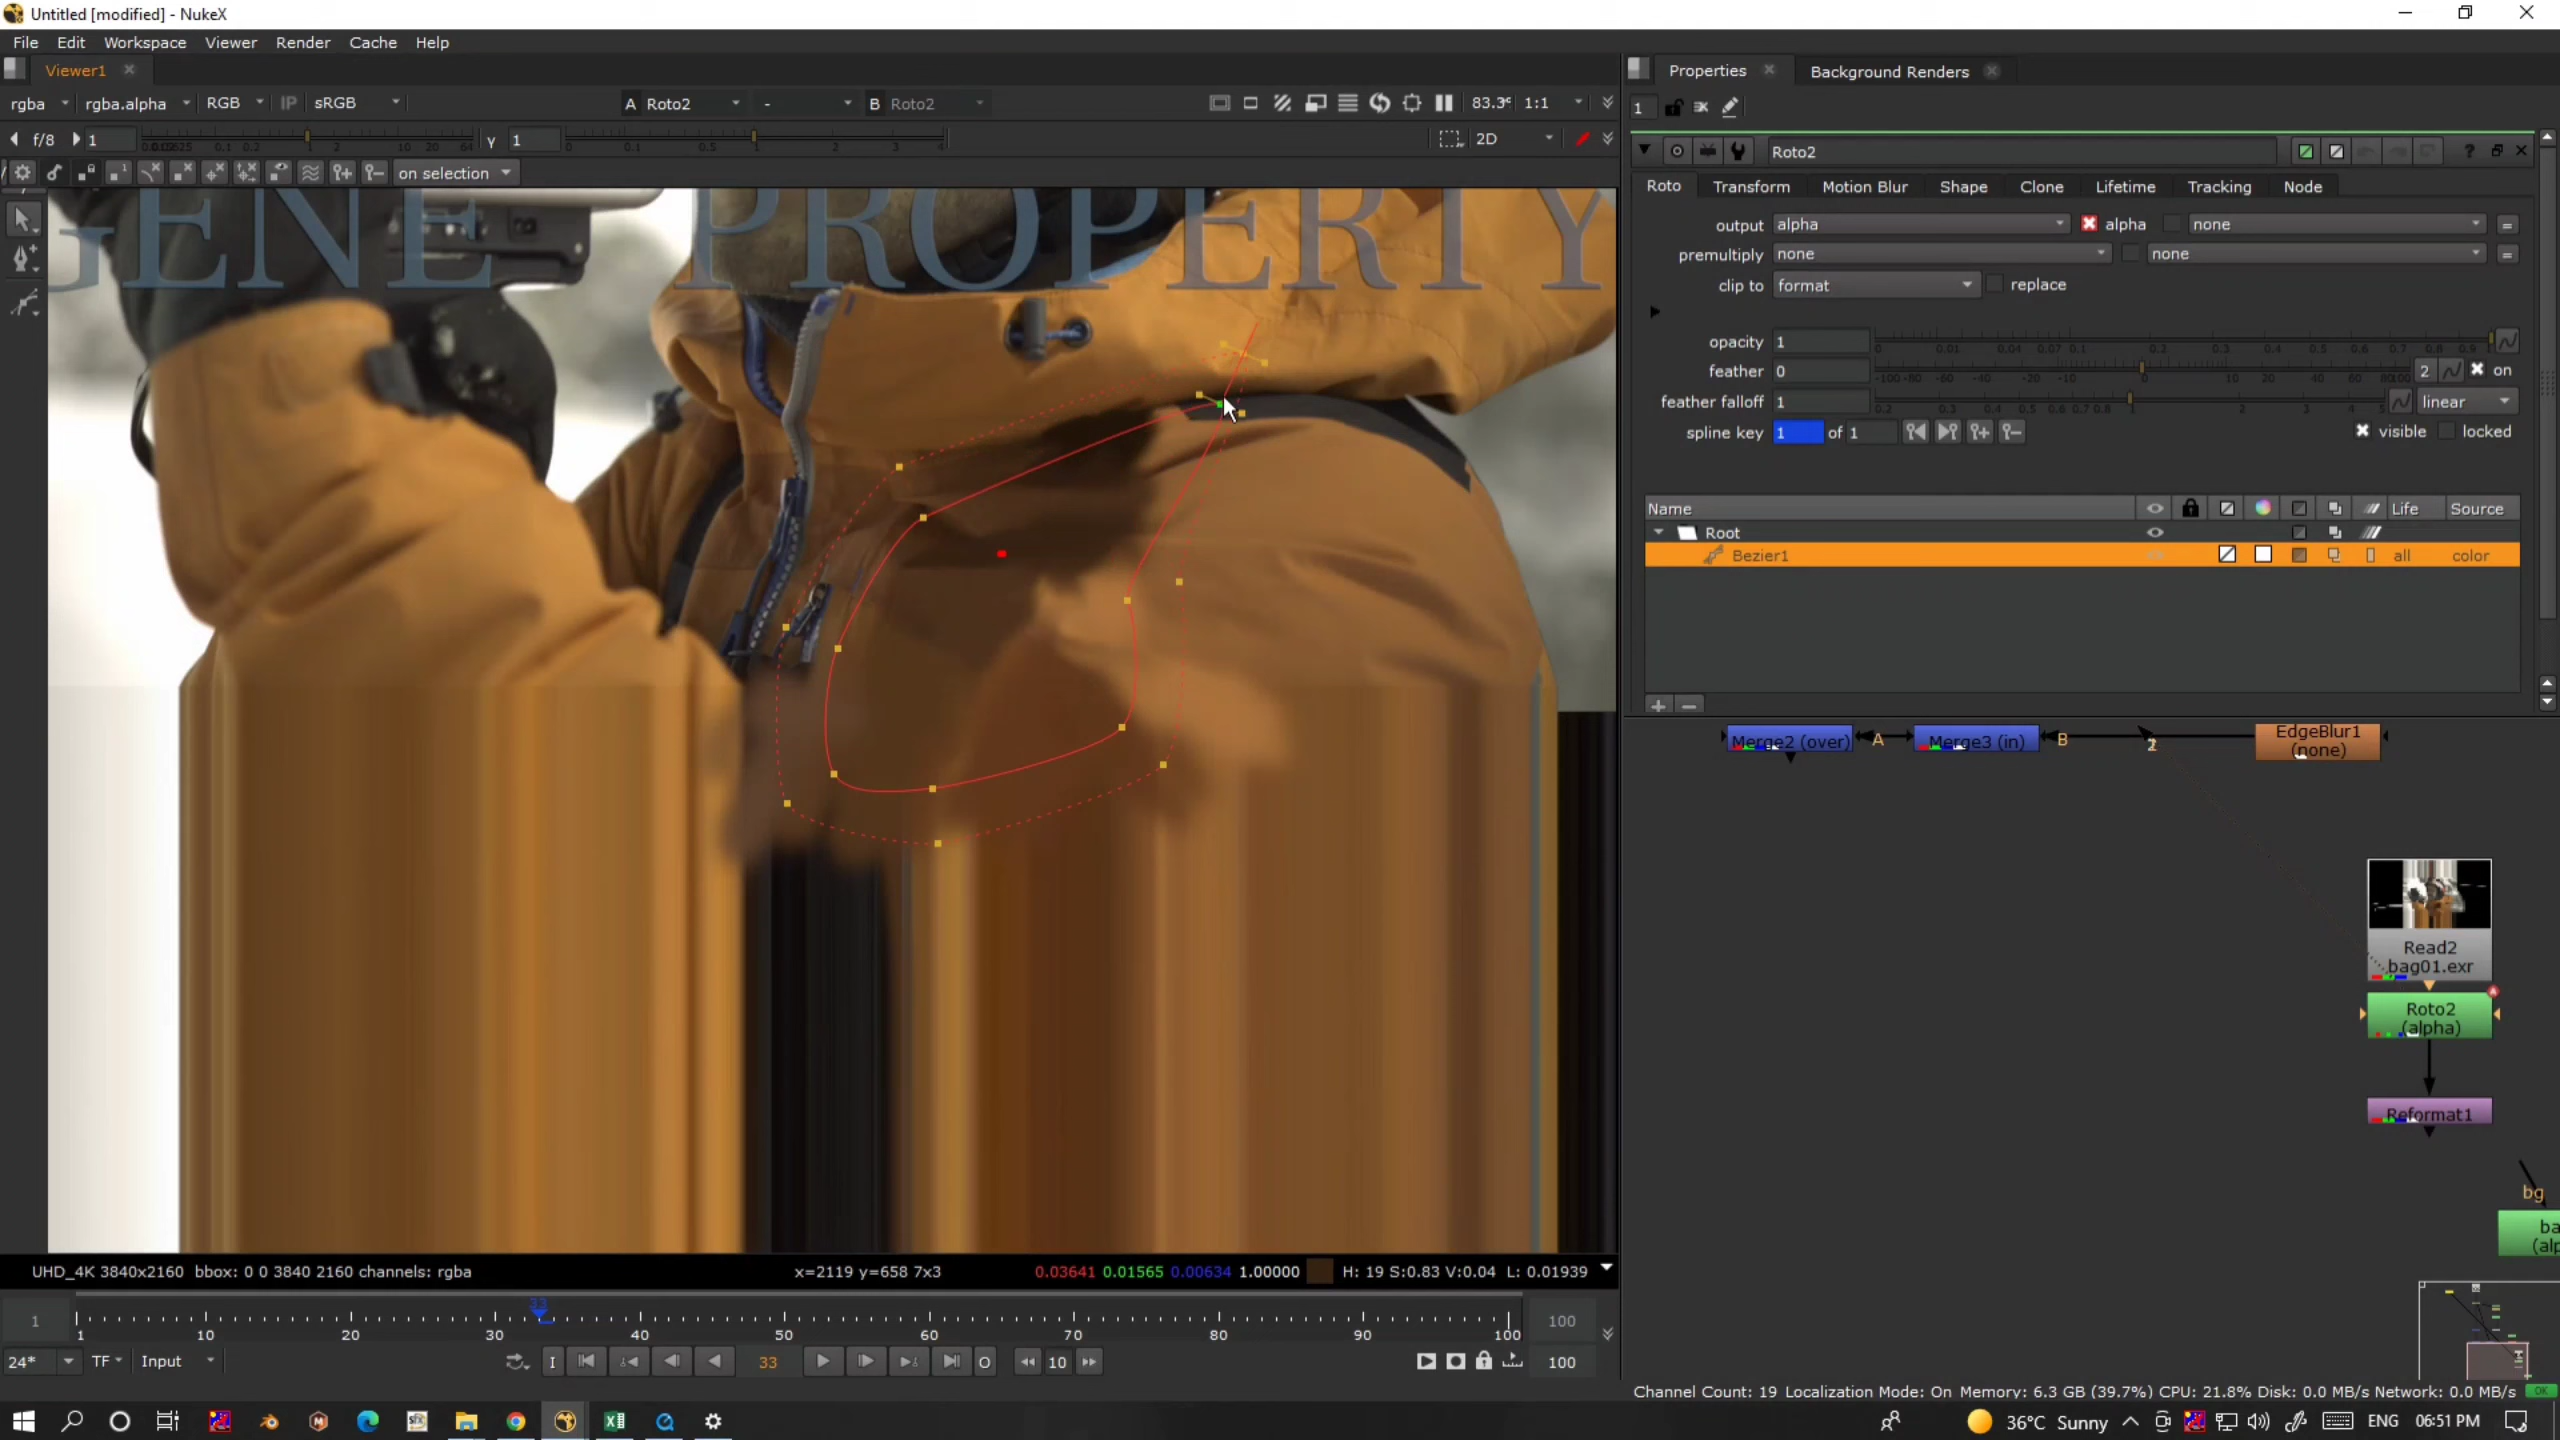 Untitled [modified] - NukeX
File Edit Workspace Viewer Render Cache Help
Viewer1
rgba rgba.alpha RGB IP sRGB A Roto2 - B Roto2 1:1
f/8 1 γ 1 2D
on selection
GENE PROPERTY
UHD_4K 3840x2160 bbox: 0 0 3840 2160 channels: rgba x=2119 y=658 7x3 0.03641 0.01565 0.00634 1.00000 H: 19 S:0.83 V:0.04 L: 0.01939
33
1 1 10 20 30 40 50 60 70 80 90 100 100
24* TF Input I 33 O 10 100
Properties Background Renders
1
Roto2
Roto Transform Motion Blur Shape Clone Lifetime Tracking Node
output alpha alpha none =
premultiply none none =
clip to format replace
opacity 1
feather 0 2 on
feather falloff 1 linear
spline key 1 of 1 visible locked
Name Life Source
Root
Bezier1 all color
Merge2 (over) A Merge3 (in) B EdgeBlur1
(none)
Read2
bag01.exr
Roto2
(alpha)
Reformat1
bg
Channel Count: 19 Localization Mode: On Memory: 6.3 GB (39.7%) CPU: 21.8% Disk: 0.0 MB/s Network: 0.0 MB/s OK
36°C Sunny ENG 06:51 PM